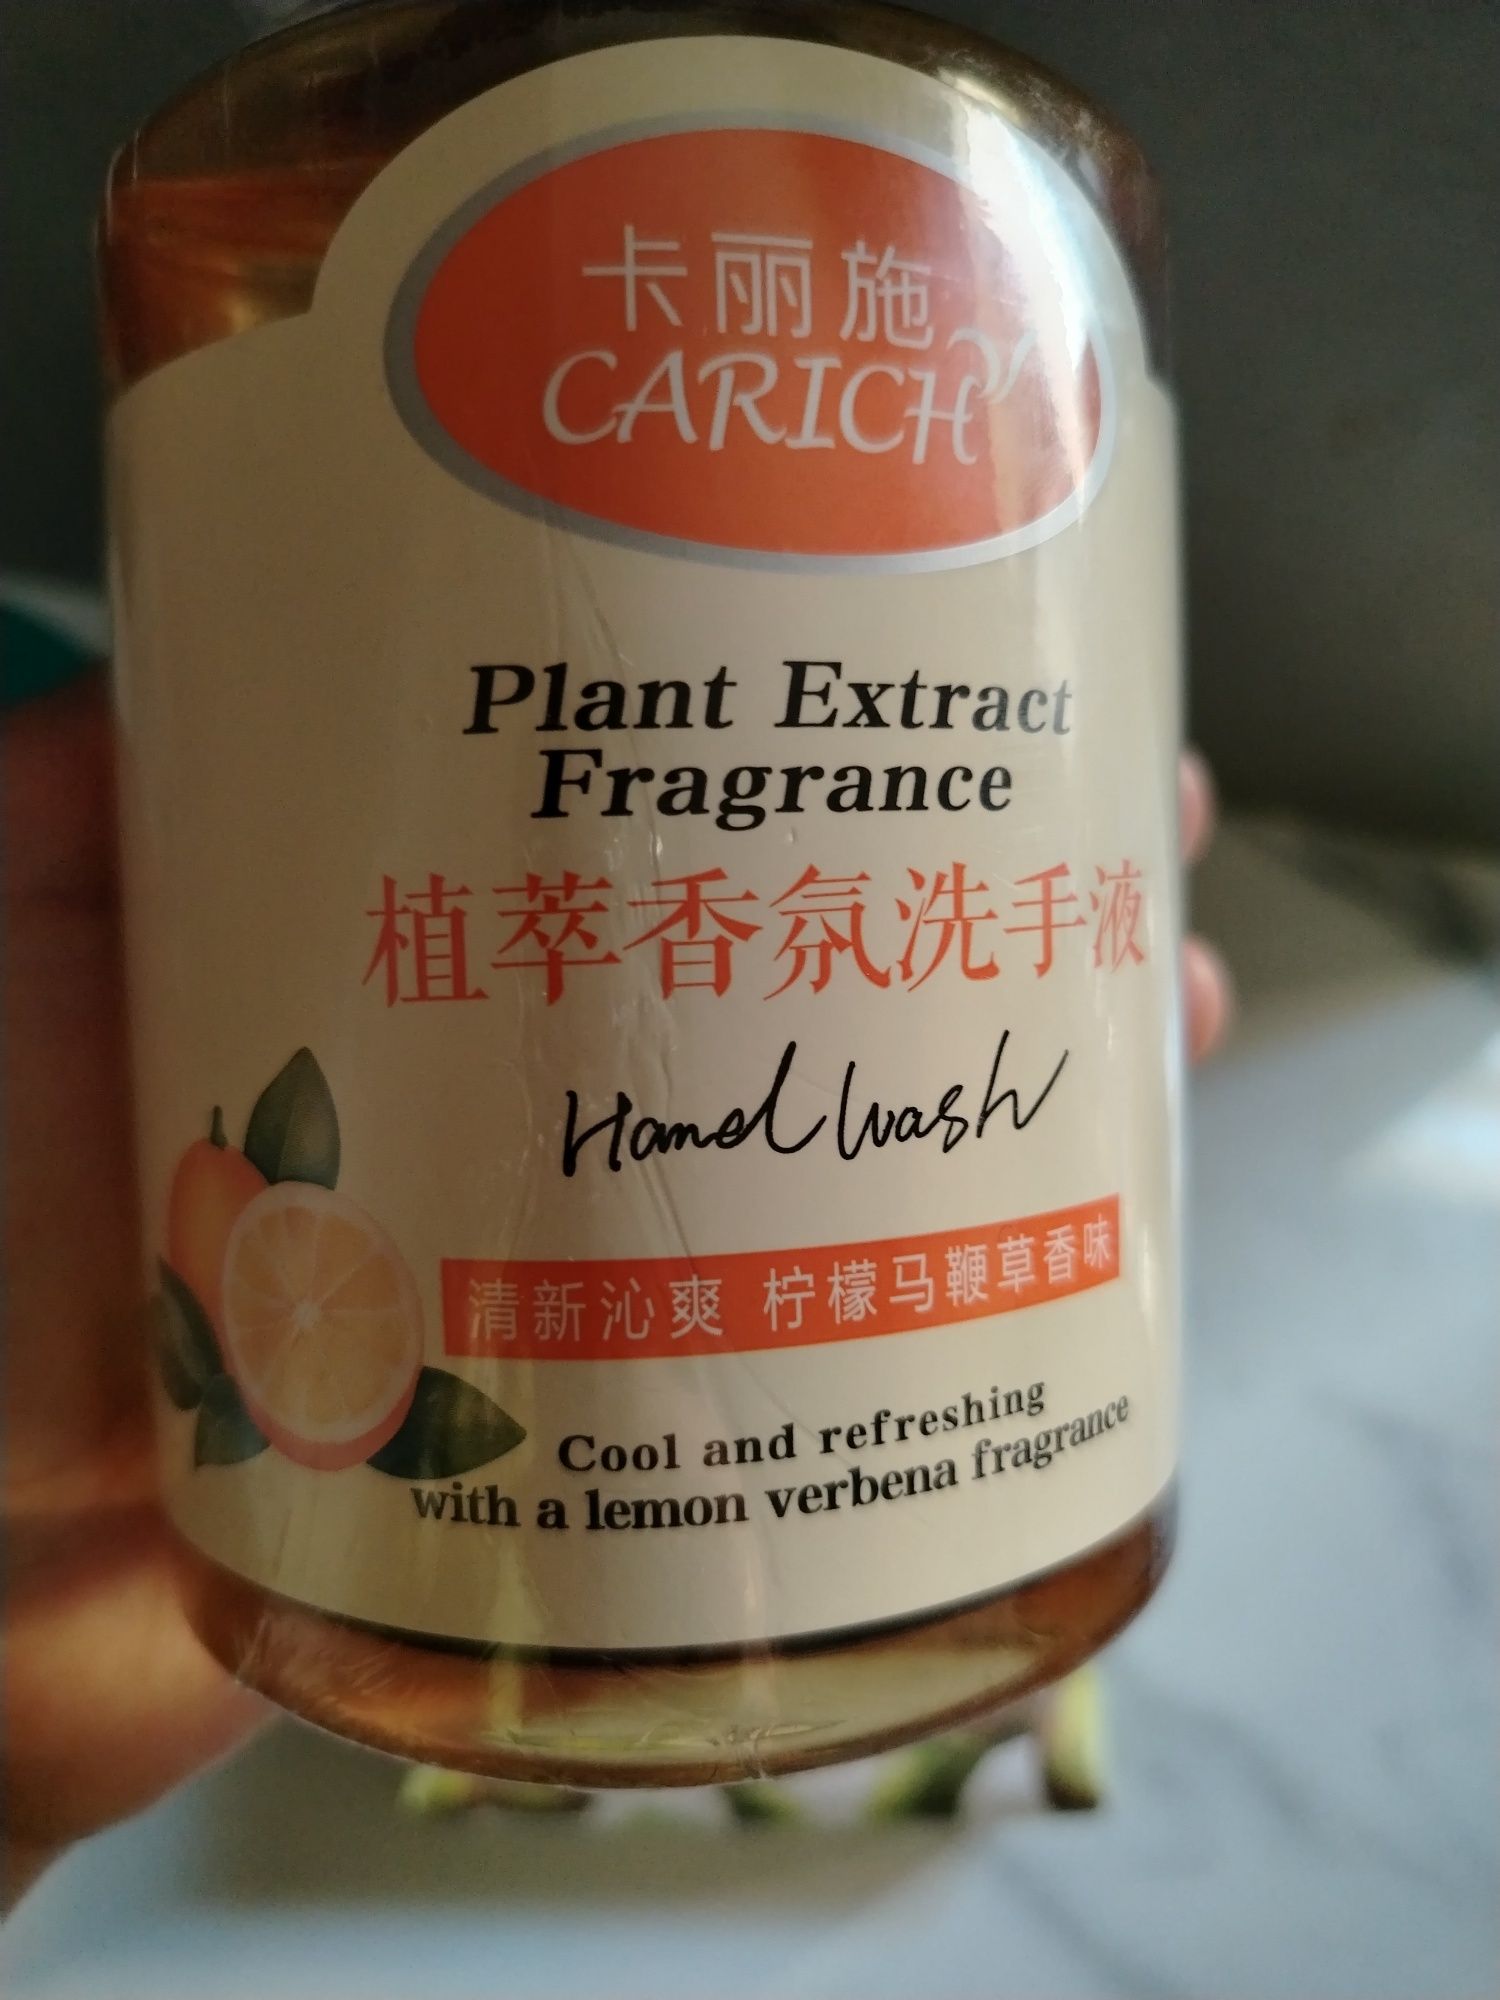 卡丽施
CARICH
Plant Extract
Fragrance
植萃香氛洗手液
Hand Wash
清新沁爽 柠檬马鞭草香味
Cool and refreshing
with a lemon verbena fragrance